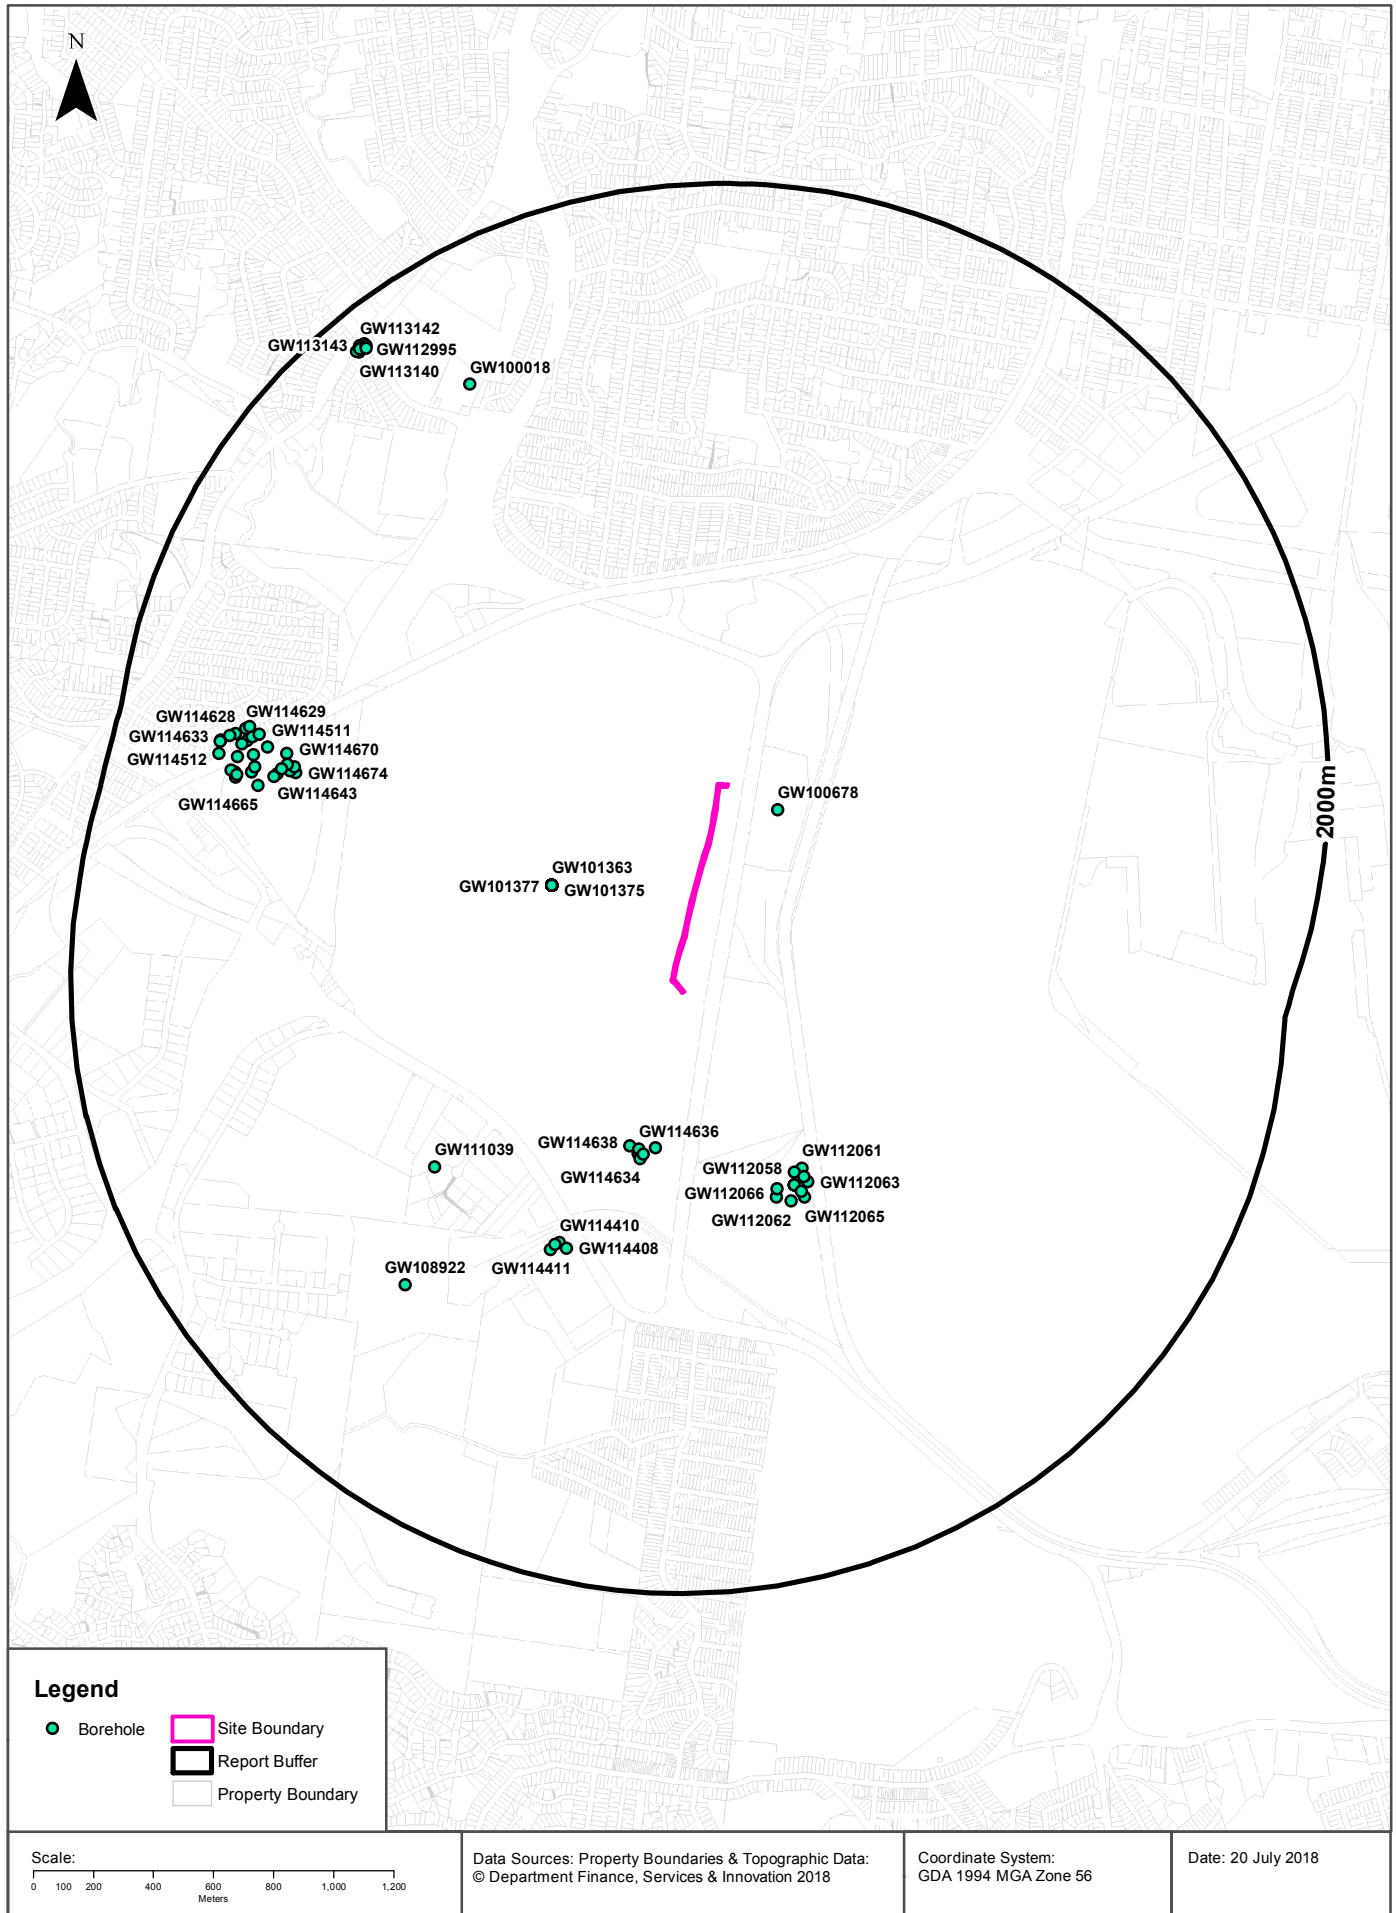 N
GW113142
GW113143
GW112995
GW113140
GW100018
GW114628
GW114629
GW114633
GW114511
GW114512
GW114670
GW114674
GW114643
GW114665
2000m
GW100678
GW101363
GW101377
GW101375
GW114638
GW114636
GW111039
GW114634
GW112061
GW112058
GW112063
GW112066
GW112062
GW112065
GW114410
GW114408
GW114411
GW108922
Legend
Borehole
Site Boundary
Report Buffer
Property Boundary
Scale:
0 100 200 400 600 800 1,000 1,200
Meters
Data Sources: Property Boundaries & Topographic Data:
© Department Finance, Services & Innovation 2018
Coordinate System:
GDA 1994 MGA Zone 56
Date: 20 July 2018